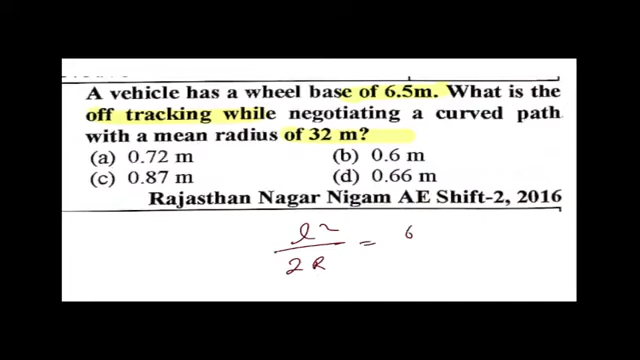 A vehicle has a wheel base of 6.5m. What is the
off tracking while negotiating a curved path
with a mean radius of 32 m?
(a) 0.72 m (b) 0.6 m
(c) 0.87 m (d) 0.66 m
Rajasthan Nagar Nigam AE Shift-2, 2016
l²
/ 2R = 6